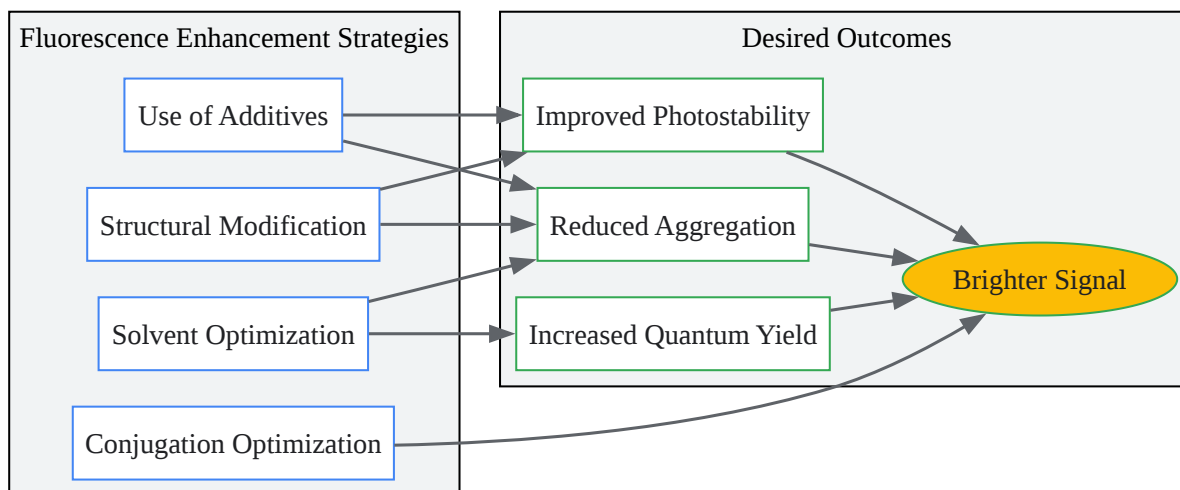 Fluorescence Enhancement Strategies
Use of Additives
Structural Modification
Solvent Optimization
Conjugation Optimization
Desired Outcomes
Improved Photostability
Reduced Aggregation
Increased Quantum Yield
Brighter Signal